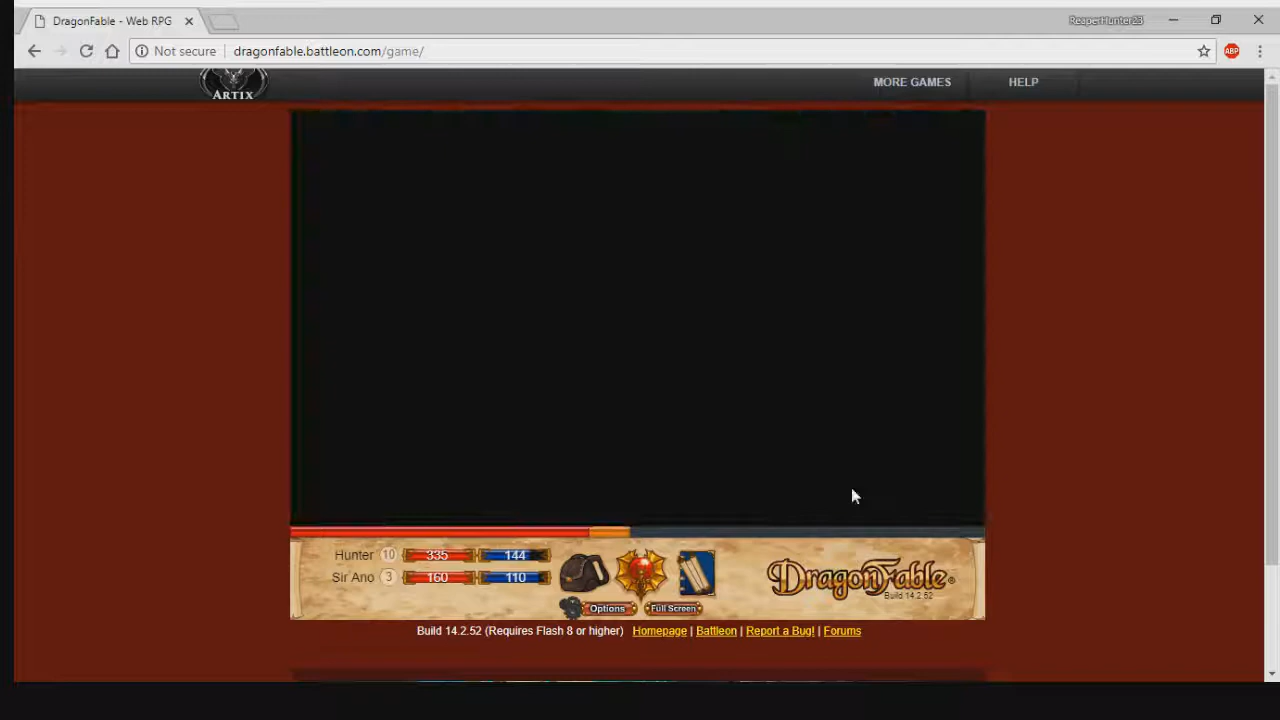 DragonFable - Web RPG
ReaperHunter23
Not secure
dragonfable.battleon.com/game/
ABP
ARTIX
MORE GAMES
HELP
Hunter 10 335 144
Sir Ano 3 160 110
Options
Full Screen
DragonFable®
Build 14.2.52
Build 14.2.52 (Requires Flash 8 or higher) Homepage | Battleon | Report a Bug! | Forums